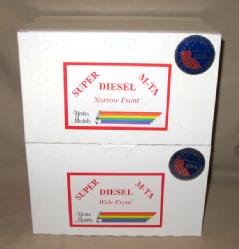 SUPER DIESEL M-TA
Narrow Front
Yoder
Models
SUPER DIESEL M-TA
Wide Front
Yoder
Models